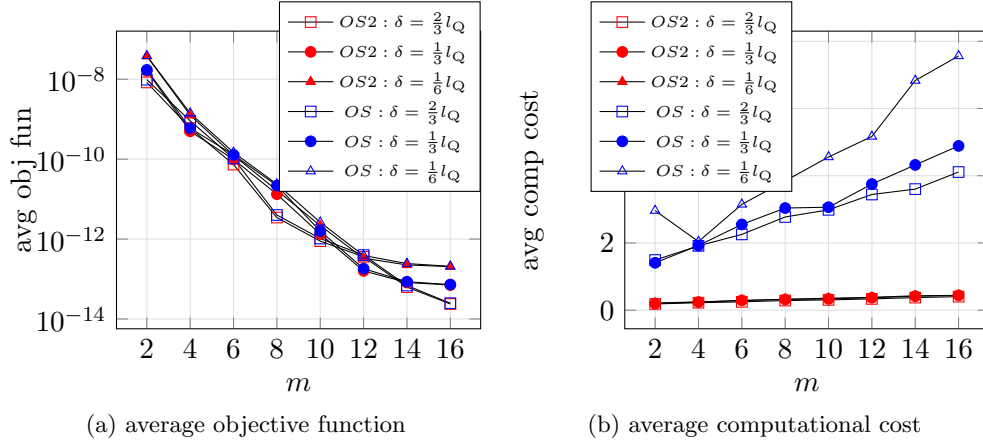 avg obj fun
10⁻⁸
10⁻¹⁰
10⁻¹²
10⁻¹⁴
2 4 6 8 10 12 14 16
m
OS2 : δ = 2/3 l_Q
OS2 : δ = 1/3 l_Q
OS2 : δ = 1/6 l_Q
OS : δ = 2/3 l_Q
OS : δ = 1/3 l_Q
OS : δ = 1/6 l_Q
(a) average objective function
avg comp cost
2
0
2 4 6 8 10 12 14 16
m
OS2 : δ = 2/3 l_Q
OS2 : δ = 1/3 l_Q
OS2 : δ = 1/6 l_Q
OS : δ = 2/3 l_Q
OS : δ = 1/3 l_Q
OS : δ = 1/6 l_Q
(b) average computational cost